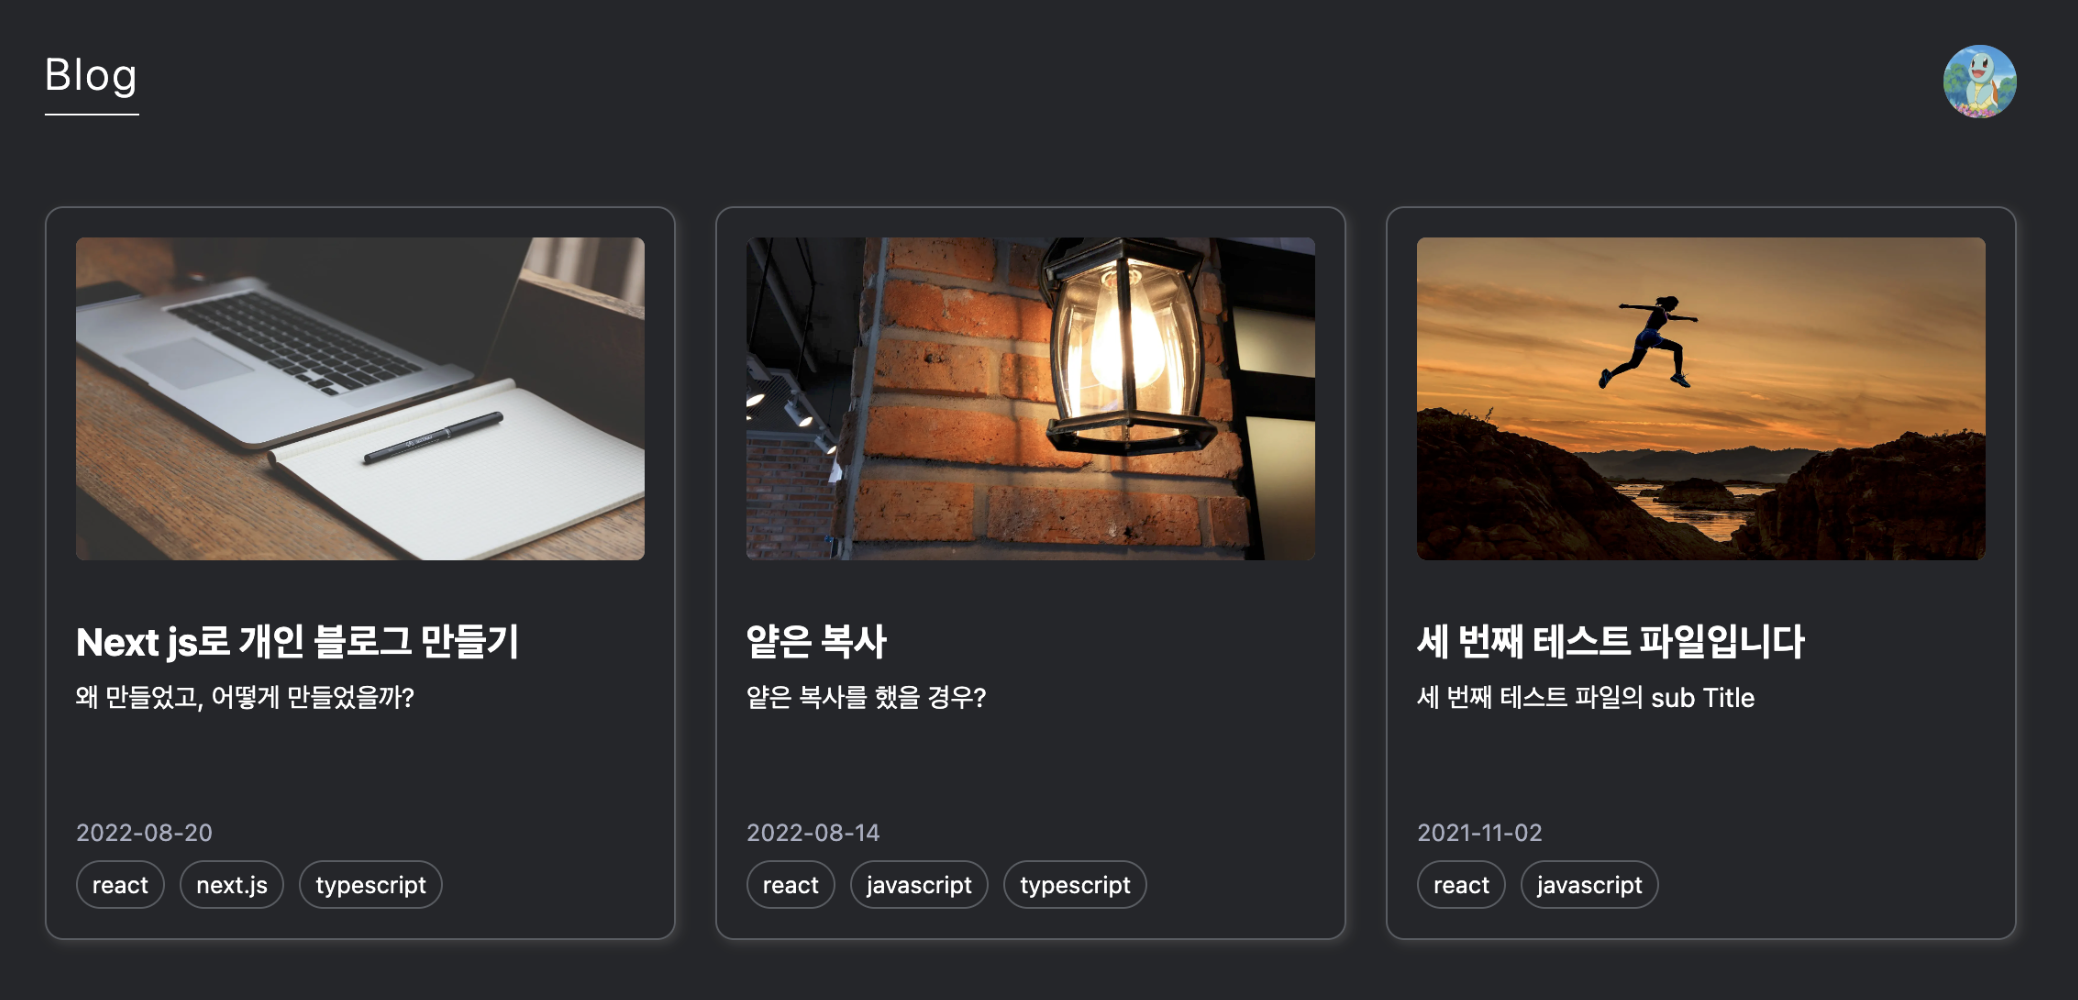 Blog
Next js로 개인 블로그 만들기
왜 만들었고, 어떻게 만들었을까?
2022-08-20
react
next.js
typescript
얕은 복사
얕은 복사를 했을 경우?
2022-08-14
react
javascript
typescript
세 번째 테스트 파일입니다
세 번째 테스트 파일의 sub Title
2021-11-02
react
javascript